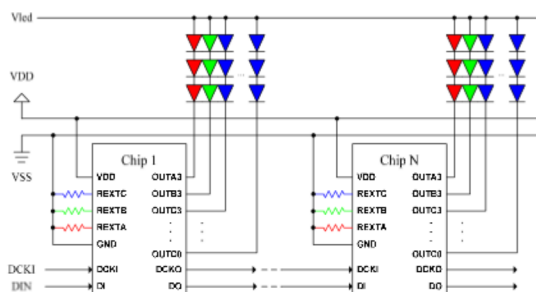 Vled
VDD
VSS
Chip 1
VDD OUTA3
REXTC OUTB3
REXTB OUTC3
REXTA
GND
OUTC0
DCKI DCKI DCKO
DIN DI DO
Chip N
VDD OUTA3
REXTC OUTB3
REXTB OUTC3
REXTA
GND
OUTC0
DCKI DCKO
DI DO